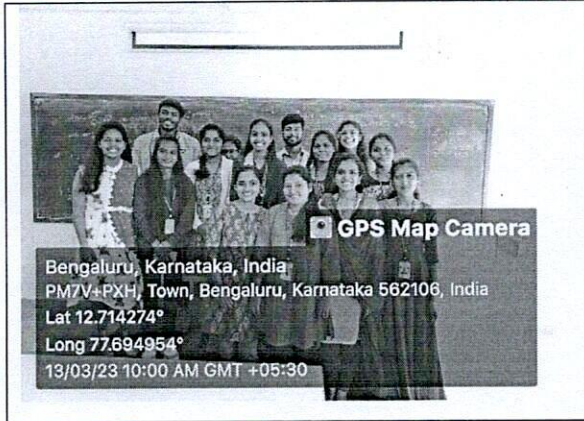 GPS Map Camera
Bengaluru, Karnataka, India
PM7V+PXH, Town, Bengaluru, Karnataka 562106, India
Lat 12.714274°
Long 77.694954°
13/03/23 10:00 AM GMT +05:30